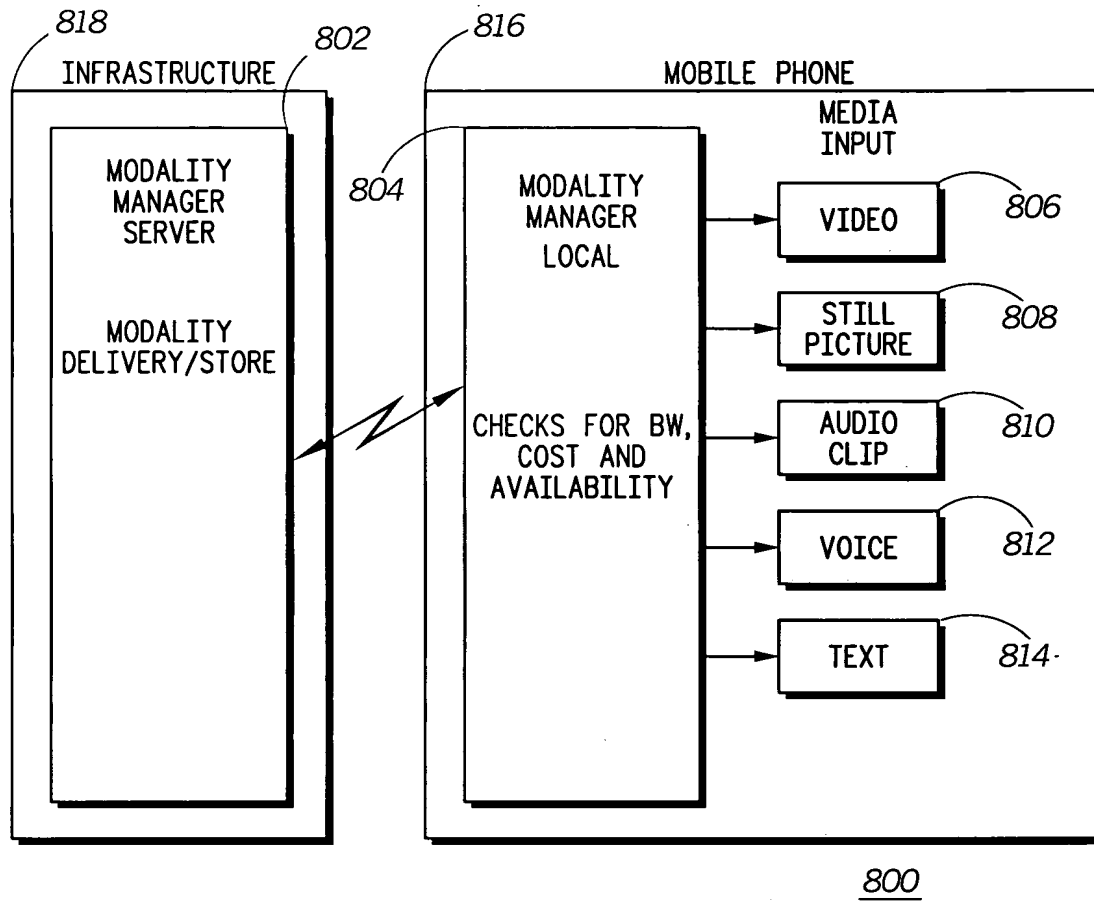 818
802
816
INFRASTRUCTURE
MOBILE PHONE
MEDIA
INPUT
804
MODALITY
MANAGER
SERVER
MODALITY
DELIVERY/STORE
MODALITY
MANAGER
LOCAL
CHECKS FOR BW,
COST AND
AVAILABILITY
VIDEO
806
STILL
PICTURE
808
AUDIO
CLIP
810
VOICE
812
TEXT
814
800